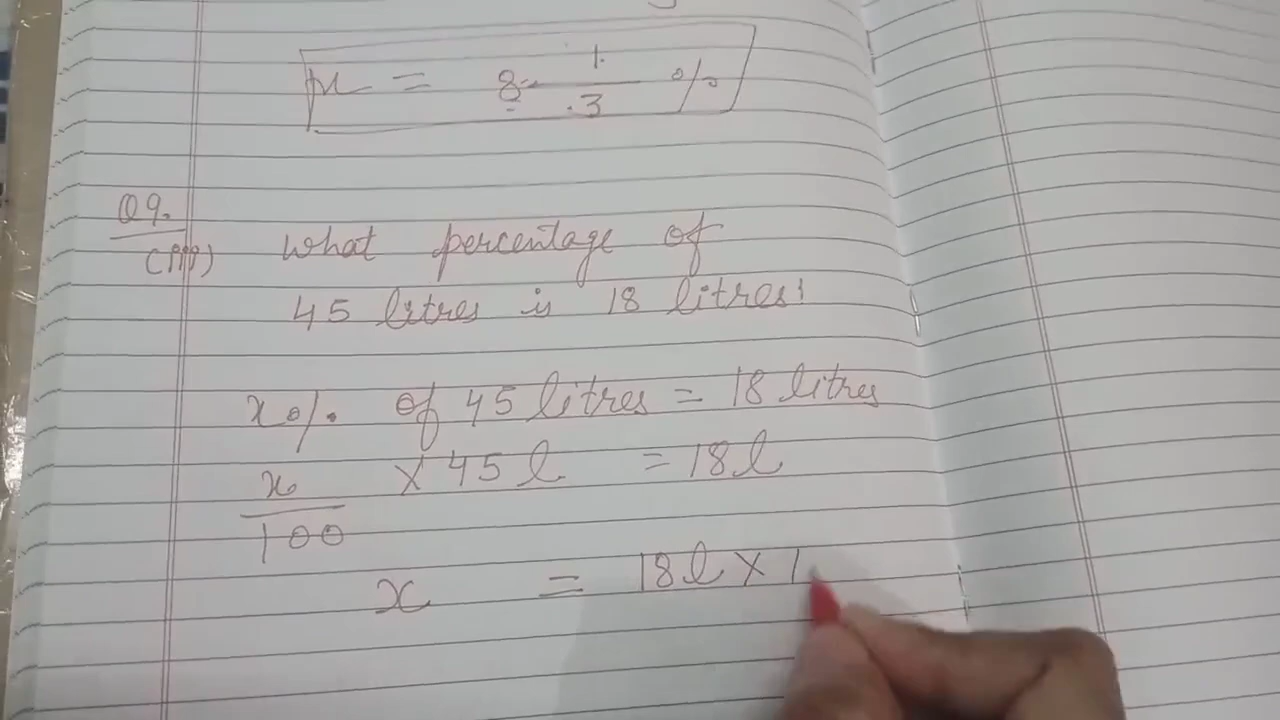 x = 8 1/3 %
Q9.
(iii) What percentage of
45 litres is 18 litres?
x% of 45 litres = 18 litres
x/100 × 45 l = 18 l
x = 18 l × 1